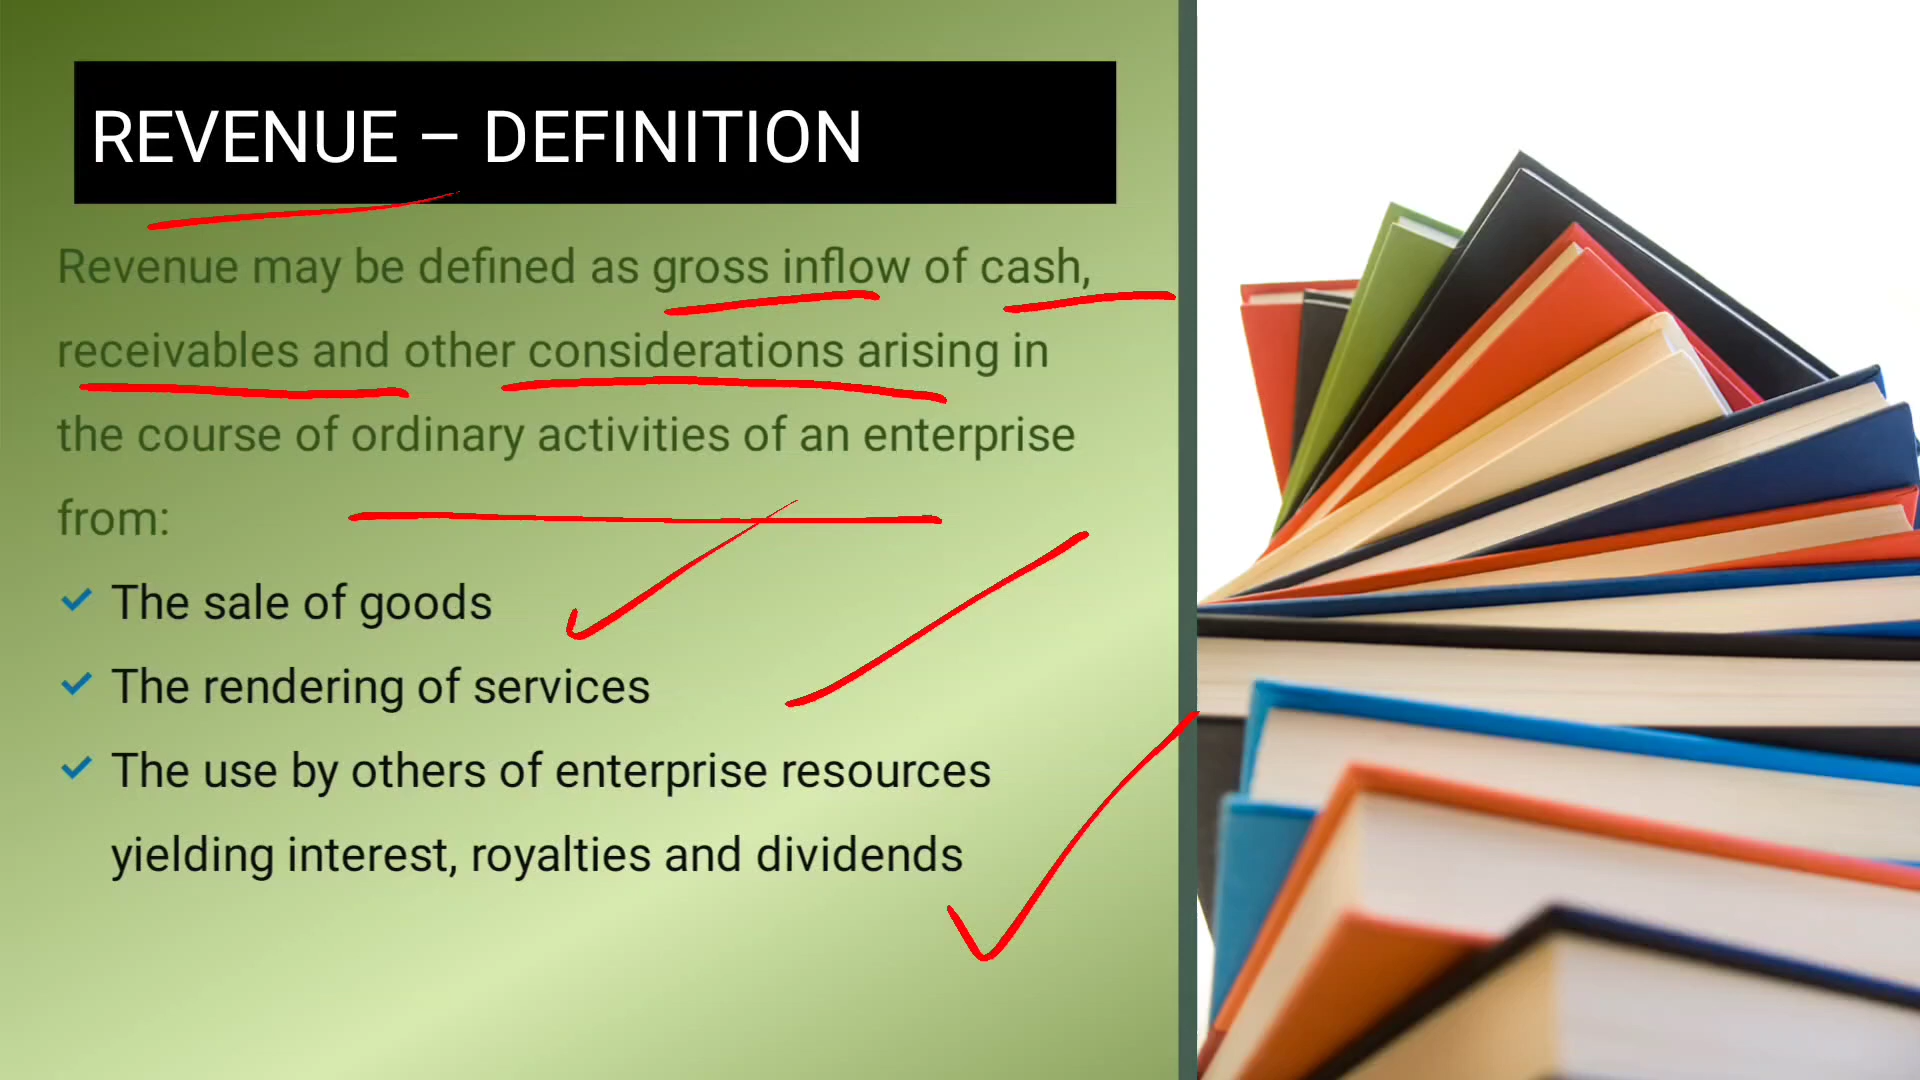 REVENUE – DEFINITION
Revenue may be defined as gross inflow of cash,
receivables and other considerations arising in
the course of ordinary activities of an enterprise
from:
The sale of goods
The rendering of services
The use by others of enterprise resources
yielding interest, royalties and dividends